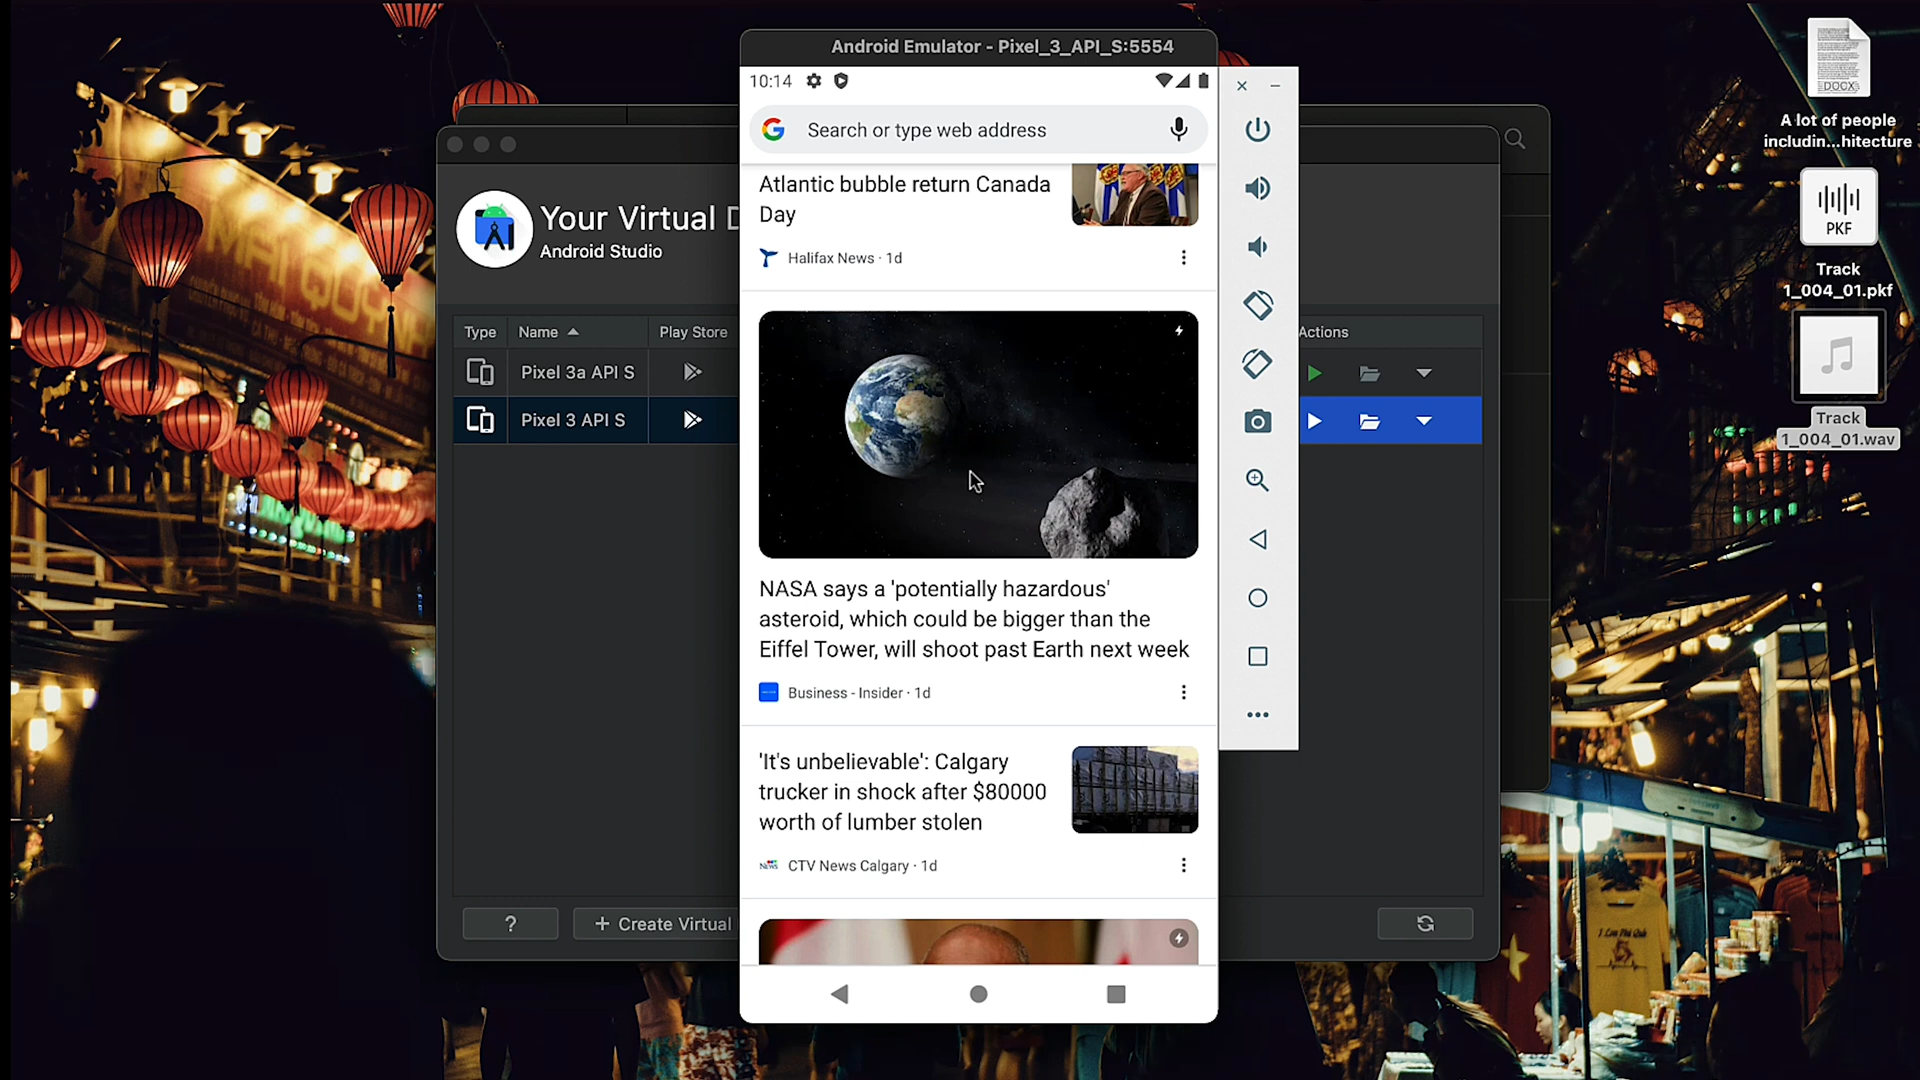 Android Emulator - Pixel_3_API_S:5554
10:14
Search or type web address
Atlantic bubble return Canada
Day
Halifax News · 1d
NASA says a 'potentially hazardous'
asteroid, which could be bigger than the
Eiffel Tower, will shoot past Earth next week
Business - Insider · 1d
'It's unbelievable': Calgary
trucker in shock after $80000
worth of lumber stolen
NEWS
CTV News Calgary · 1d
Your Virtual
Android Studio
Type
Name
Play Store
Actions
Pixel 3a API S
Pixel 3 API S
?
+ Create Virtual
DOCX
A lot of people
includin...hitecture
PKF
Track
1_004_01.pkf
Track
1_004_01.wav